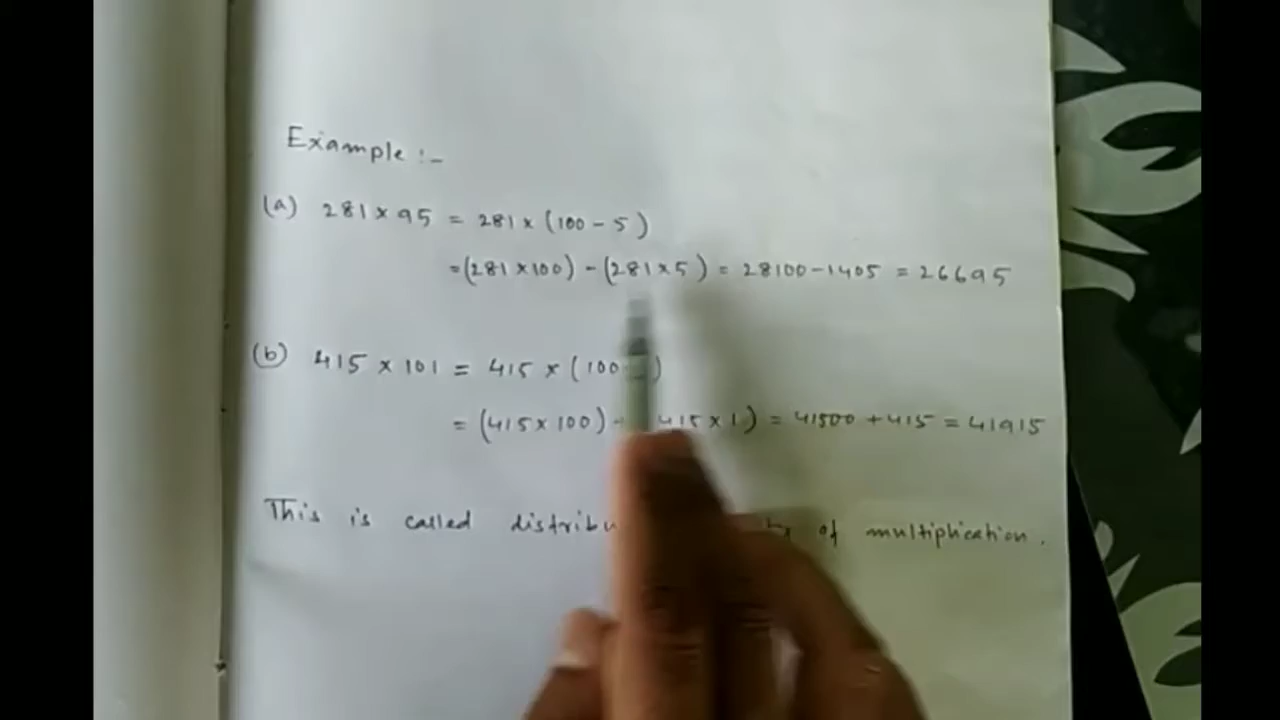 Example :-
(a) 281 × 95 = 281 × (100 - 5)
= (281 × 100) - (281 × 5) = 28100 - 1405 = 26695
(b) 415 × 101 = 415 × (100
= (415 × 100) 415 × 1) = 41500 + 415 = 41915
This is called of multiplication.